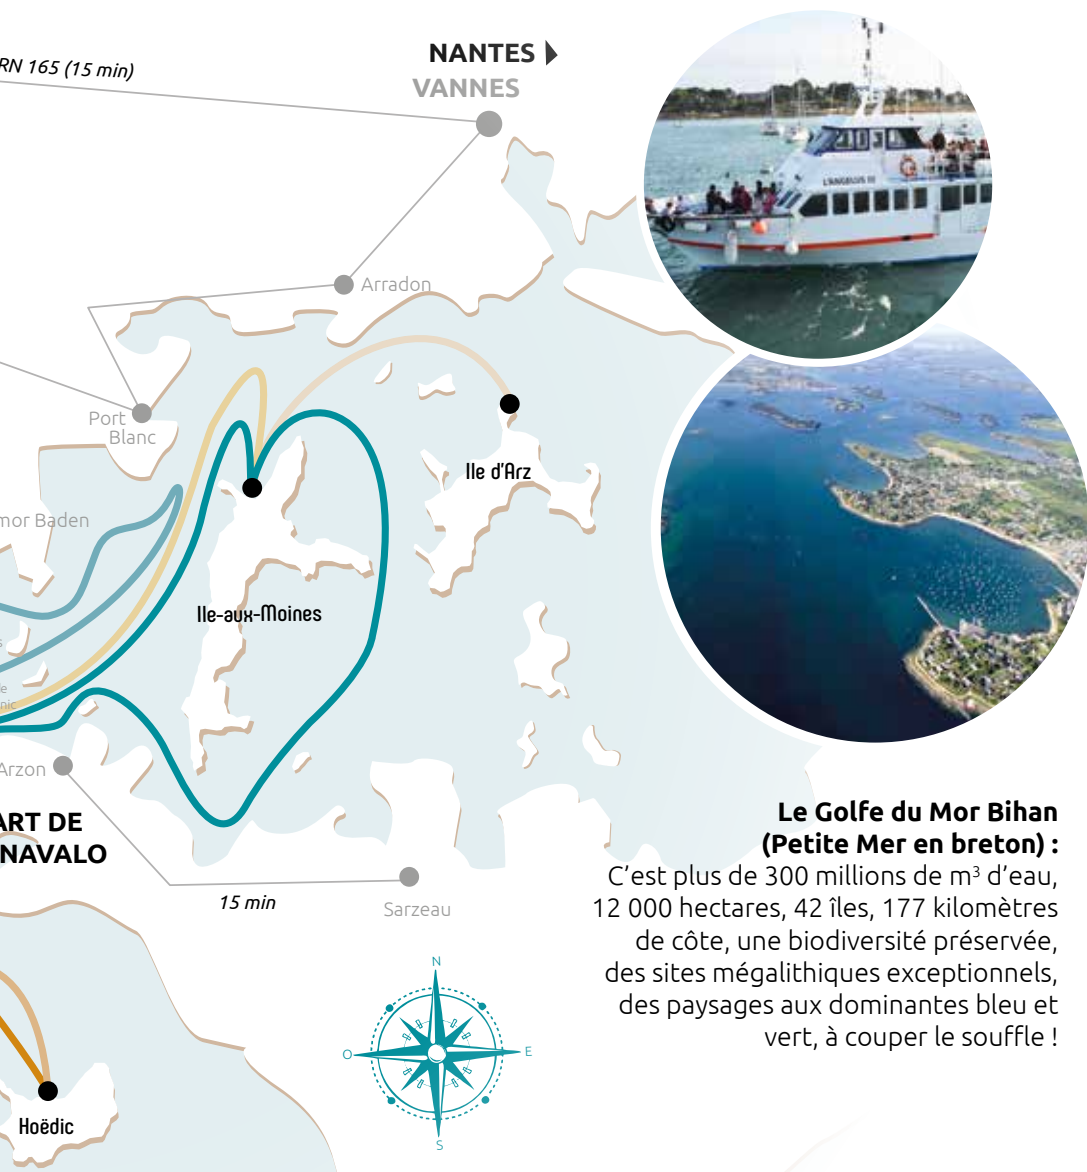 RN 165 (15 min)
NANTES
VANNES
L'ANGELUS III
Arradon
Port
Blanc
Ile d'Arz
mor Baden
Ile-aux-Moines
Arzon
ART DE
NAVALO
15 min
Sarzeau
Le Golfe du Mor Bihan
(Petite Mer en breton) :
C'est plus de 300 millions de m³ d'eau,
12 000 hectares, 42 îles, 177 kilomètres
de côte, une biodiversité préservée,
des sites mégalithiques exceptionnels,
des paysages aux dominantes bleu et
vert, à couper le souffle !
N
O
E
S
Hoëdic